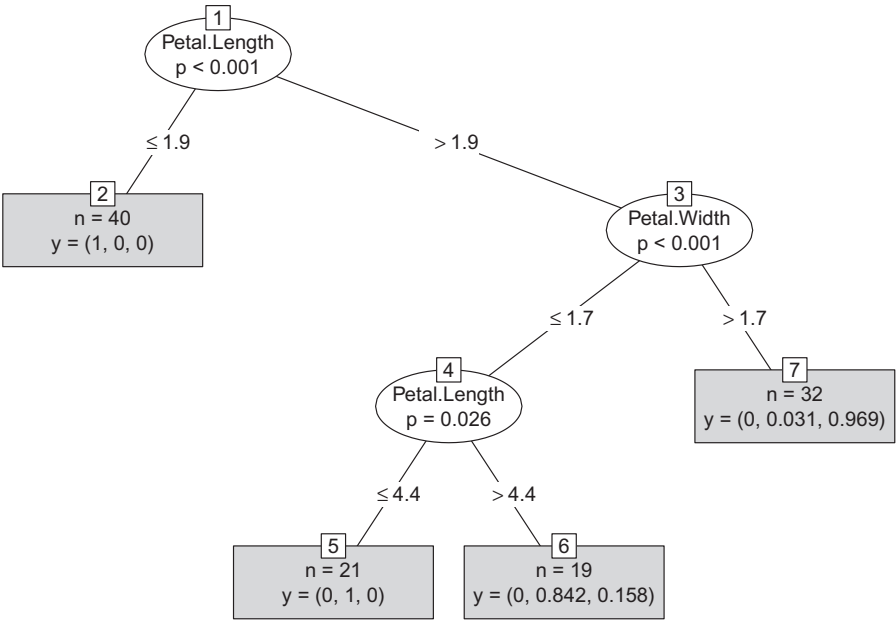 1
Petal.Length
p < 0.001
≤ 1.9
> 1.9
2
n = 40
y = (1, 0, 0)
3
Petal.Width
p < 0.001
≤ 1.7
> 1.7
4
Petal.Length
p = 0.026
7
n = 32
y = (0, 0.031, 0.969)
≤ 4.4
> 4.4
5
n = 21
y = (0, 1, 0)
6
n = 19
y = (0, 0.842, 0.158)